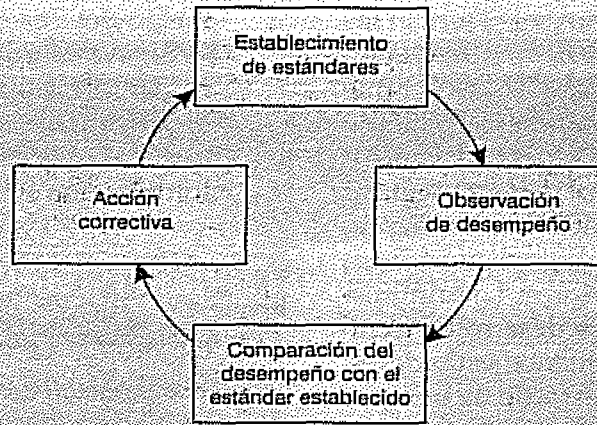 Establecimiento
de estándares
Observación
de desempeño
Comparación del
desempeño con el
estándar establecido
Acción
correctiva